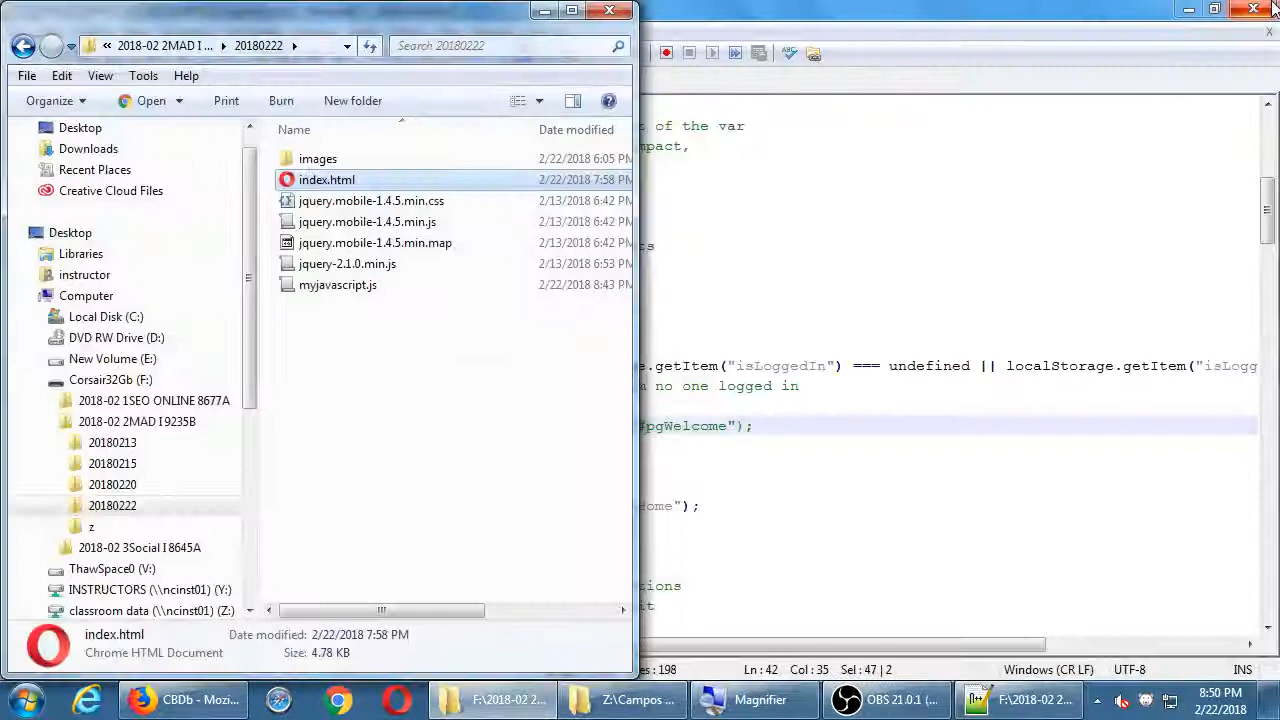 « 2018-02 2MAD I ... 20180222
Search 20180222
File Edit View Tools Help
Organize Open Print Burn New folder
Desktop
Downloads
Recent Places
Creative Cloud Files
Desktop
Libraries
instructor
Computer
Local Disk (C:)
DVD RW Drive (D:)
New Volume (E:)
Corsair32Gb (F:)
2018-02 1SEO ONLINE 8677A
2018-02 2MAD I 9235B
20180213
20180215
20180220
20180222
z
2018-02 3Social I 8645A
ThawSpace0 (V:)
INSTRUCTORS (\\ncinst01) (Y:)
classroom data (\\ncinst01) (Z:)
Name Date modified
images 2/22/2018 6:05 PM
index.html 2/22/2018 7:58 PM
jquery.mobile-1.4.5.min.css 2/13/2018 6:42 PM
jquery.mobile-1.4.5.min.js 2/13/2018 6:42 PM
jquery.mobile-1.4.5.min.map 2/13/2018 6:42 PM
jquery-2.1.0.min.js 2/13/2018 6:53 PM
myjavascript.js 2/22/2018 8:43 PM
index.html Date modified: 2/22/2018 7:58 PM
Chrome HTML Document Size: 4.78 KB
ABC
t of the var
mpact,
ts
e.getItem("isLoggedIn") === undefined || localStorage.getItem("isLogg
no one logged in
#pgWelcome");
ome");
tions
it
es: 198 Ln : 42 Col : 35 Sel : 47 | 2 Windows (CR LF) UTF-8 INS
CBDb - Mozi...
F:\2018-02 2...
Z:\Campos ...
Magnifier
OBS 21.0.1 (...
F:\2018-02 2...
8:50 PM
2/22/2018